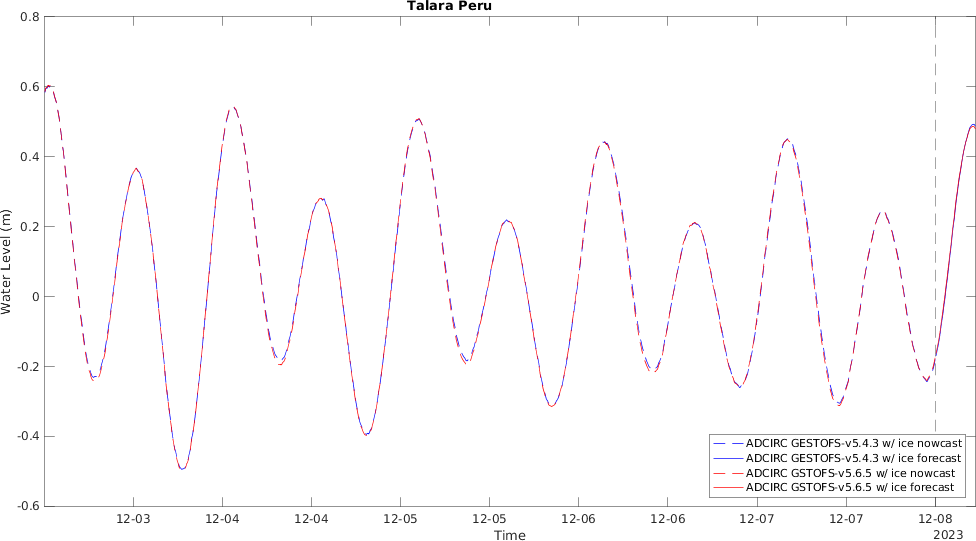 Talara Peru
0.8
0.6
0.4
0.2
0
-0.2
-0.4
-0.6
Water Level (m)
12-03
12-04
12-04
12-05
12-05
12-06
12-06
12-07
12-07
12-08
2023
Time
ADCIRC GESTOFS-v5.4.3 w/ ice nowcast
ADCIRC GESTOFS-v5.4.3 w/ ice forecast
ADCIRC GSTOFS-v5.6.5 w/ ice nowcast
ADCIRC GSTOFS-v5.6.5 w/ ice forecast